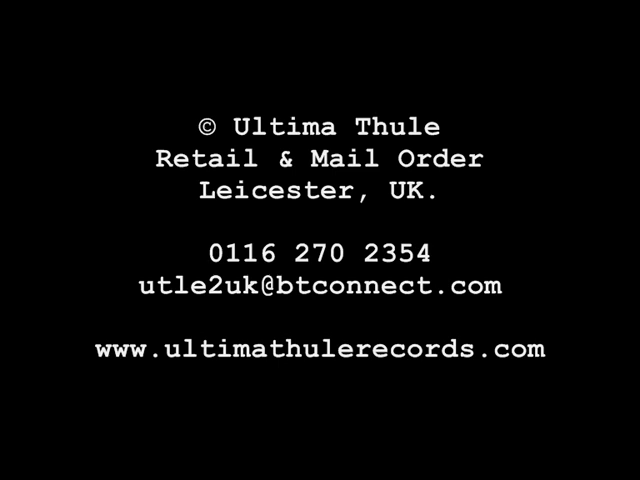 © Ultima Thule
Retail & Mail Order
Leicester, UK.
0116 270 2354
utle2uk@btconnect.com
www.ultimathulerecords.com